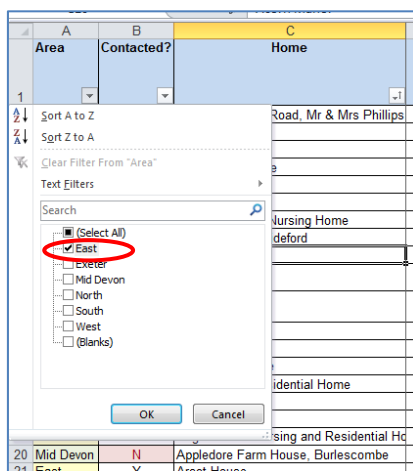 A B C
Area Contacted? Home
1
Sort A to Z
Road, Mr & Mrs Phillips
Sort Z to A
Clear Filter From "Area"
Text Filters
Search
Nursing Home
(Select All)
deford
East
Exeter
Mid Devon
North
South
West
(Blanks)
idential Home
OK Cancel
sing and Residential Ho
20 Mid Devon N Appledore Farm House, Burlescombe
21 East Y Arest House